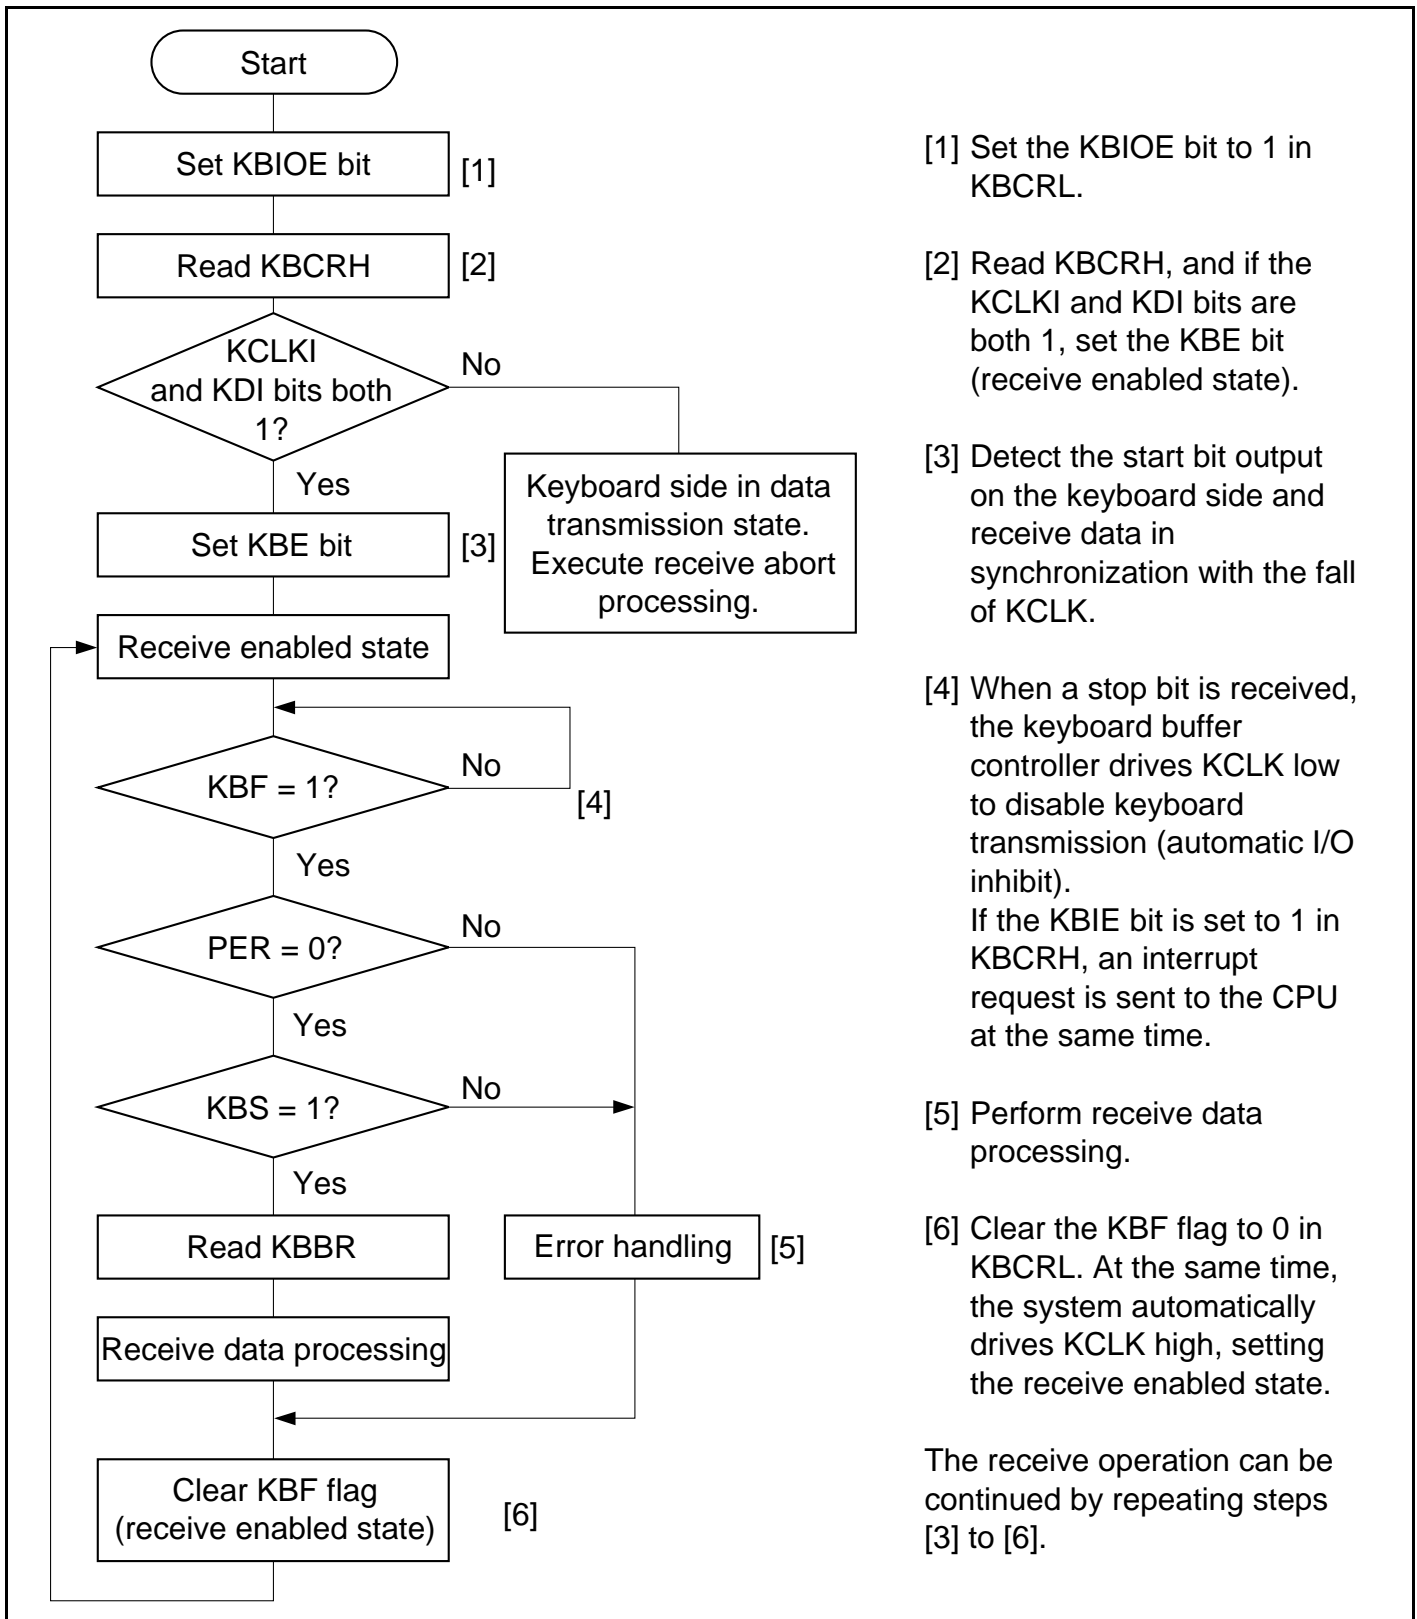 Start
Set KBIOE bit
[1]
Read KBCRH
[2]
KCLKI
and KDI bits both
1?
No
Yes
Keyboard side in data
transmission state.
Execute receive abort
processing.
Set KBE bit
[3]
Receive enabled state
KBF = 1?
No
[4]
Yes
PER = 0?
No
Yes
KBS = 1?
No
Yes
Read KBBR
Error handling
[5]
Receive data processing
Clear KBF flag
(receive enabled state)
[6]
[1] Set the KBIOE bit to 1 in
KBCRL.
[2] Read KBCRH, and if the
KCLKI and KDI bits are
both 1, set the KBE bit
(receive enabled state).
[3] Detect the start bit output
on the keyboard side and
receive data in
synchronization with the fall
of KCLK.
[4] When a stop bit is received,
the keyboard buffer
controller drives KCLK low
to disable keyboard
transmission (automatic I/O
inhibit).
If the KBIE bit is set to 1 in
KBCRH, an interrupt
request is sent to the CPU
at the same time.
[5] Perform receive data
processing.
[6] Clear the KBF flag to 0 in
KBCRL. At the same time,
the system automatically
drives KCLK high, setting
the receive enabled state.
The receive operation can be
continued by repeating steps
[3] to [6].